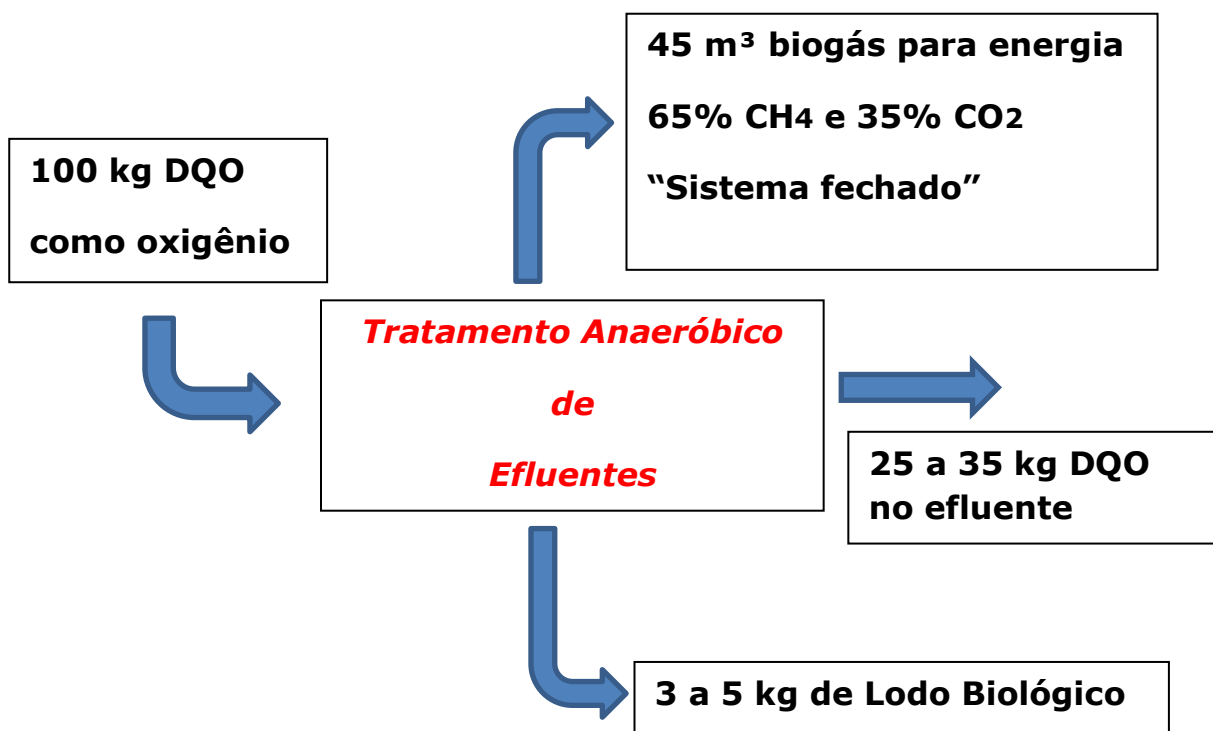 45 m³ biogás para energia
65% CH4 e 35% CO2
“Sistema fechado”
100 kg DQO
como oxigênio
Tratamento Anaeróbico
de
Efluentes
25 a 35 kg DQO
no efluente
3 a 5 kg de Lodo Biológico